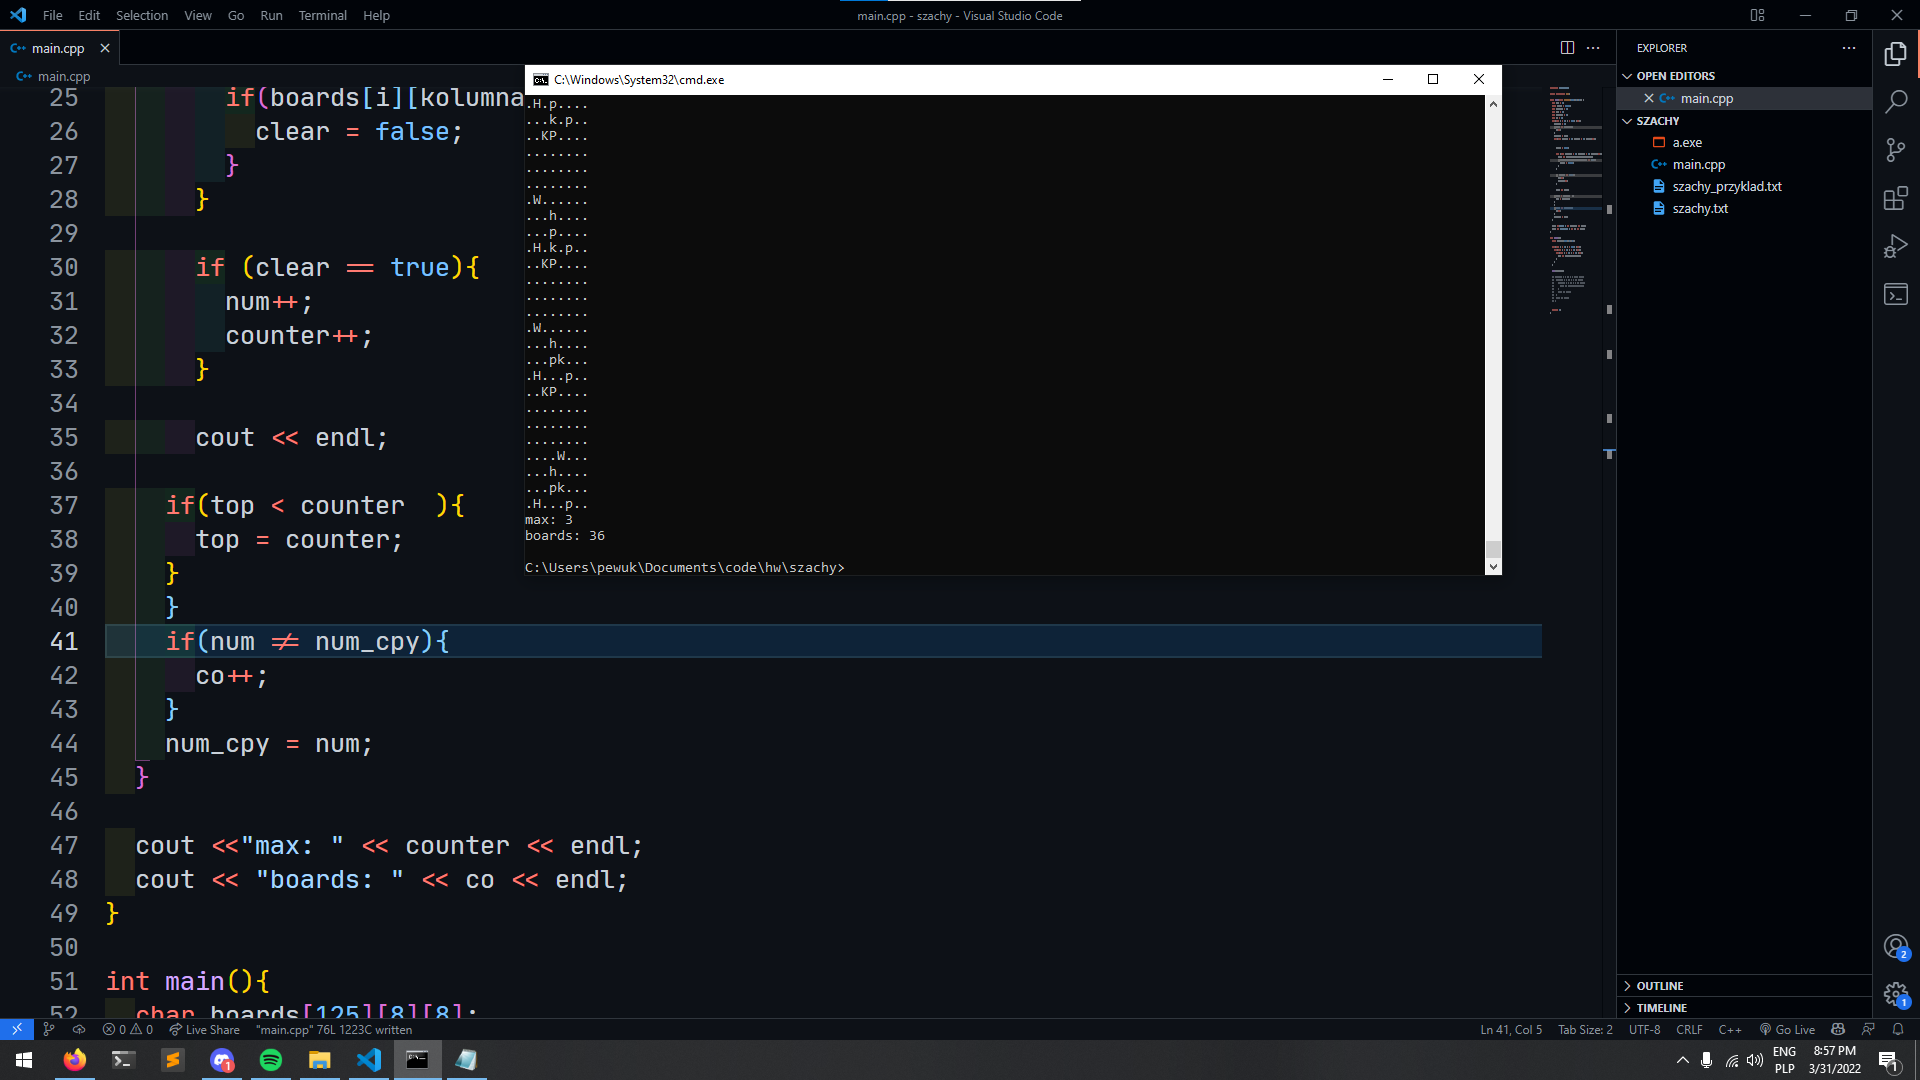 File Edit Selection View Go Run Terminal Help
main.cpp - szachy - Visual Studio Code
main.cpp
main.cpp
25 if(boards[i][kolumna
26 clear = false;
27 }
28 }
29
30 if (clear == true){
31 num++;
32 counter++;
33 }
34
35 cout << endl;
36
37 if(top < counter  ){
38 top = counter;
39 }
40 }
41 if(num != num_cpy){
42 co++;
43 }
44 num_cpy = num;
45 }
46
47 cout <<"max: " << counter << endl;
48 cout << "boards: " << co << endl;
49 }
50
51 int main(){
52 char boards[125][8][8];
C:\Windows\System32\cmd.exe
.H.p....
...k.p..
..KP....
........
........
........
.W......
...h....
...p....
.H.k.p..
..KP....
........
........
........
.W......
...h....
...pk...
.H...p..
..KP....
........
........
........
....W...
...h....
...pk...
.H...p..
max: 3
boards: 36
C:\Users\pewuk\Documents\code\hw\szachy>
EXPLORER
OPEN EDITORS
main.cpp
SZACHY
a.exe
main.cpp
szachy_przyklad.txt
szachy.txt
OUTLINE
TIMELINE
2
1
0 0 Live Share "main.cpp" 76L 1223C written
Ln 41, Col 5 Tab Size: 2 UTF-8 CRLF C++ Go Live
1
ENG
PLP
8:57 PM
3/31/2022
1